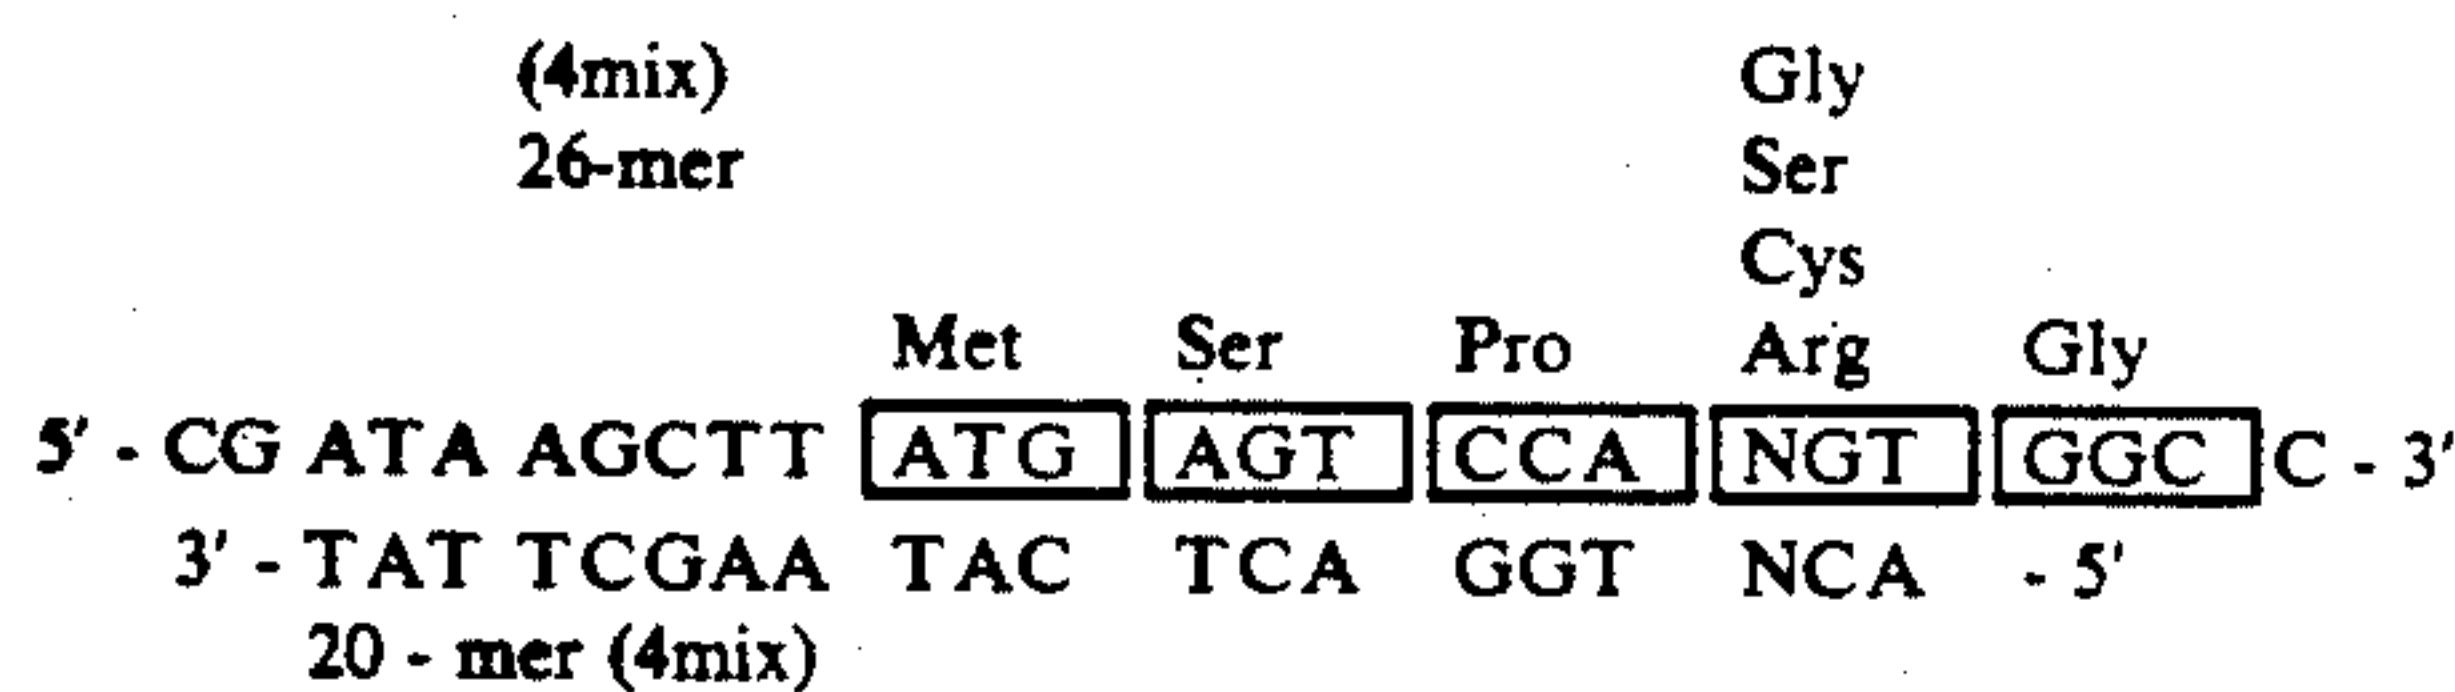 (4mix) Gly
26-mer Ser
Cys
Met Ser Pro Arg Gly
5' - CG ATA AGCTT ATG AGT CCA NGT GGC C - 3'
3' - TAT TCGAA TAC TCA GGT NCA - 5'
20 - mer (4mix)